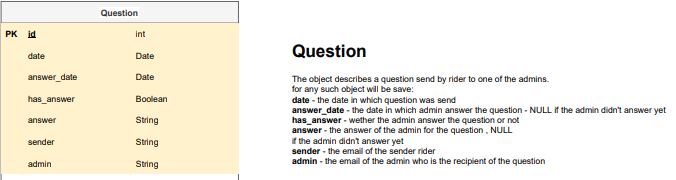 Question
PK id int
date Date
answer_date Date
has_answer Boolean
answer String
sender String
admin String
Question
The object describes a question send by rider to one of the admins.
for any such object will be save:
date - the date in which question was send
answer_date - the date in which admin answer the question - NULL if the admin didn't answer yet
has_answer - wether the admin answer the question or not
answer - the answer of the admin for the question , NULL
if the admin didn't answer yet
sender - the email of the sender rider
admin - the email of the admin who is the recipient of the question